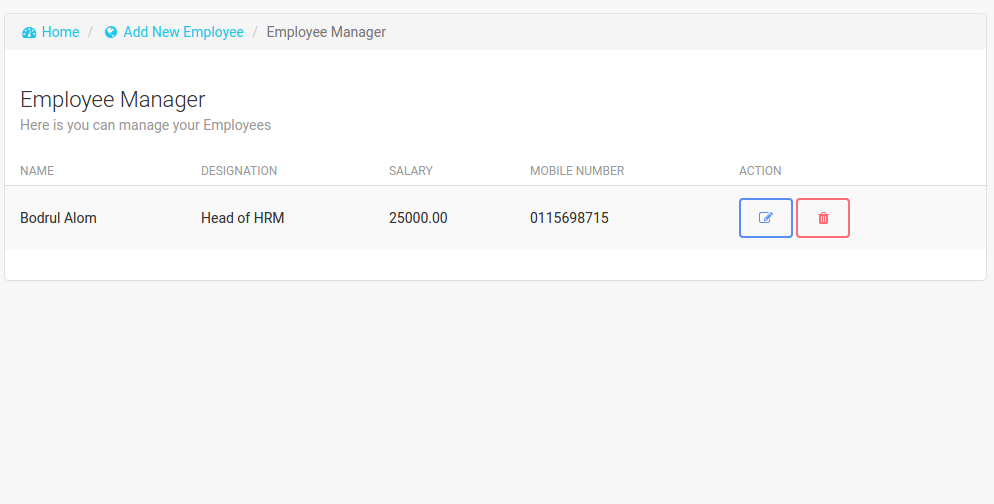 Home / Add New Employee / Employee Manager
Employee Manager
Here is you can manage your Employees
NAME DESIGNATION SALARY MOBILE NUMBER ACTION
Bodrul Alom Head of HRM 25000.00 0115698715